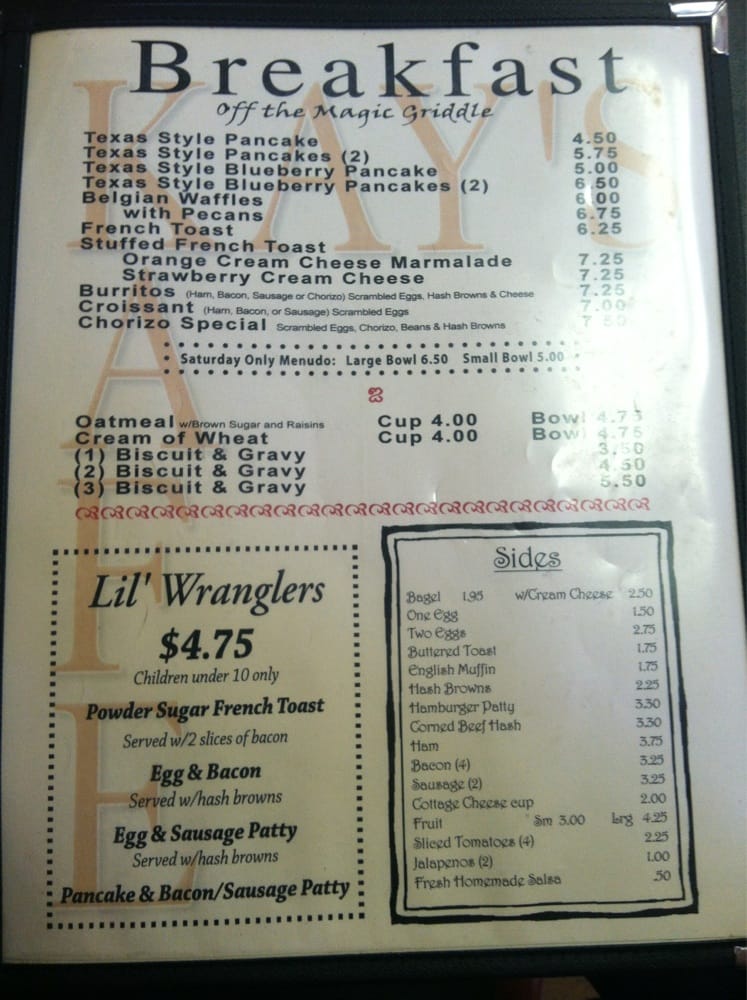 KAY'S
KAFE
Breakfast
Off the Magic Griddle
Texas Style Pancake 4.50
Texas Style Pancakes (2) 5.75
Texas Style Blueberry Pancake 5.00
Texas Style Blueberry Pancakes (2) 6.50
Belgian Waffles 6.00
with Pecans 6.75
French Toast 6.25
Stuffed French Toast
Orange Cream Cheese Marmalade 7.25
Strawberry Cream Cheese 7.25
Burritos (Ham, Bacon, Sausage or Chorizo) Scrambled Eggs, Hash Browns & Cheese 7.25
Croissant (Ham, Bacon, or Sausage) Scrambled Eggs 7.00
Chorizo Special Scrambled Eggs, Chorizo, Beans & Hash Browns 7.50
Saturday Only Menudo: Large Bowl 6.50 Small Bowl 5.00
Oatmeal w/Brown Sugar and Raisins Cup 4.00 Bowl 4.75
Cream of Wheat Cup 4.00 Bowl 4.75
(1) Biscuit & Gravy 3.50
(2) Biscuit & Gravy 4.50
(3) Biscuit & Gravy 5.50
Lil' Wranglers
$4.75
Children under 10 only
Powder Sugar French Toast
Served w/2 slices of bacon
Egg & Bacon
Served w/hash browns
Egg & Sausage Patty
Served w/hash browns
Pancake & Bacon/Sausage Patty
Sides
Bagel 1.95 w/Cream Cheese 2.50
One Egg 1.50
Two Eggs 2.75
Buttered Toast 1.75
English Muffin 1.75
Hash Browns 2.25
Hamburger Patty 3.30
Corned Beef Hash 3.30
Ham 3.75
Bacon (4) 3.25
Sausage (2) 3.25
Cottage Cheese cup 2.00
Fruit Sm 3.00 Lrg 4.25
Sliced Tomatoes (4) 2.25
Jalapenos (2) 1.00
Fresh Homemade Salsa .50